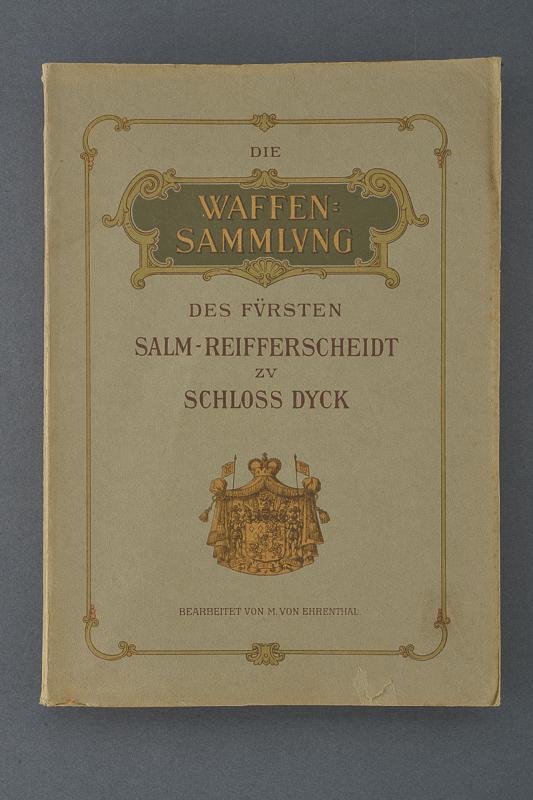 DIE
WAFFEN=
SAMMLVNG
DES FVRSTEN
SALM-REIFFERSCHEIDT
ZV
SCHLOSS DYCK
BEARBEITET VON M. VON EHRENTHAL.